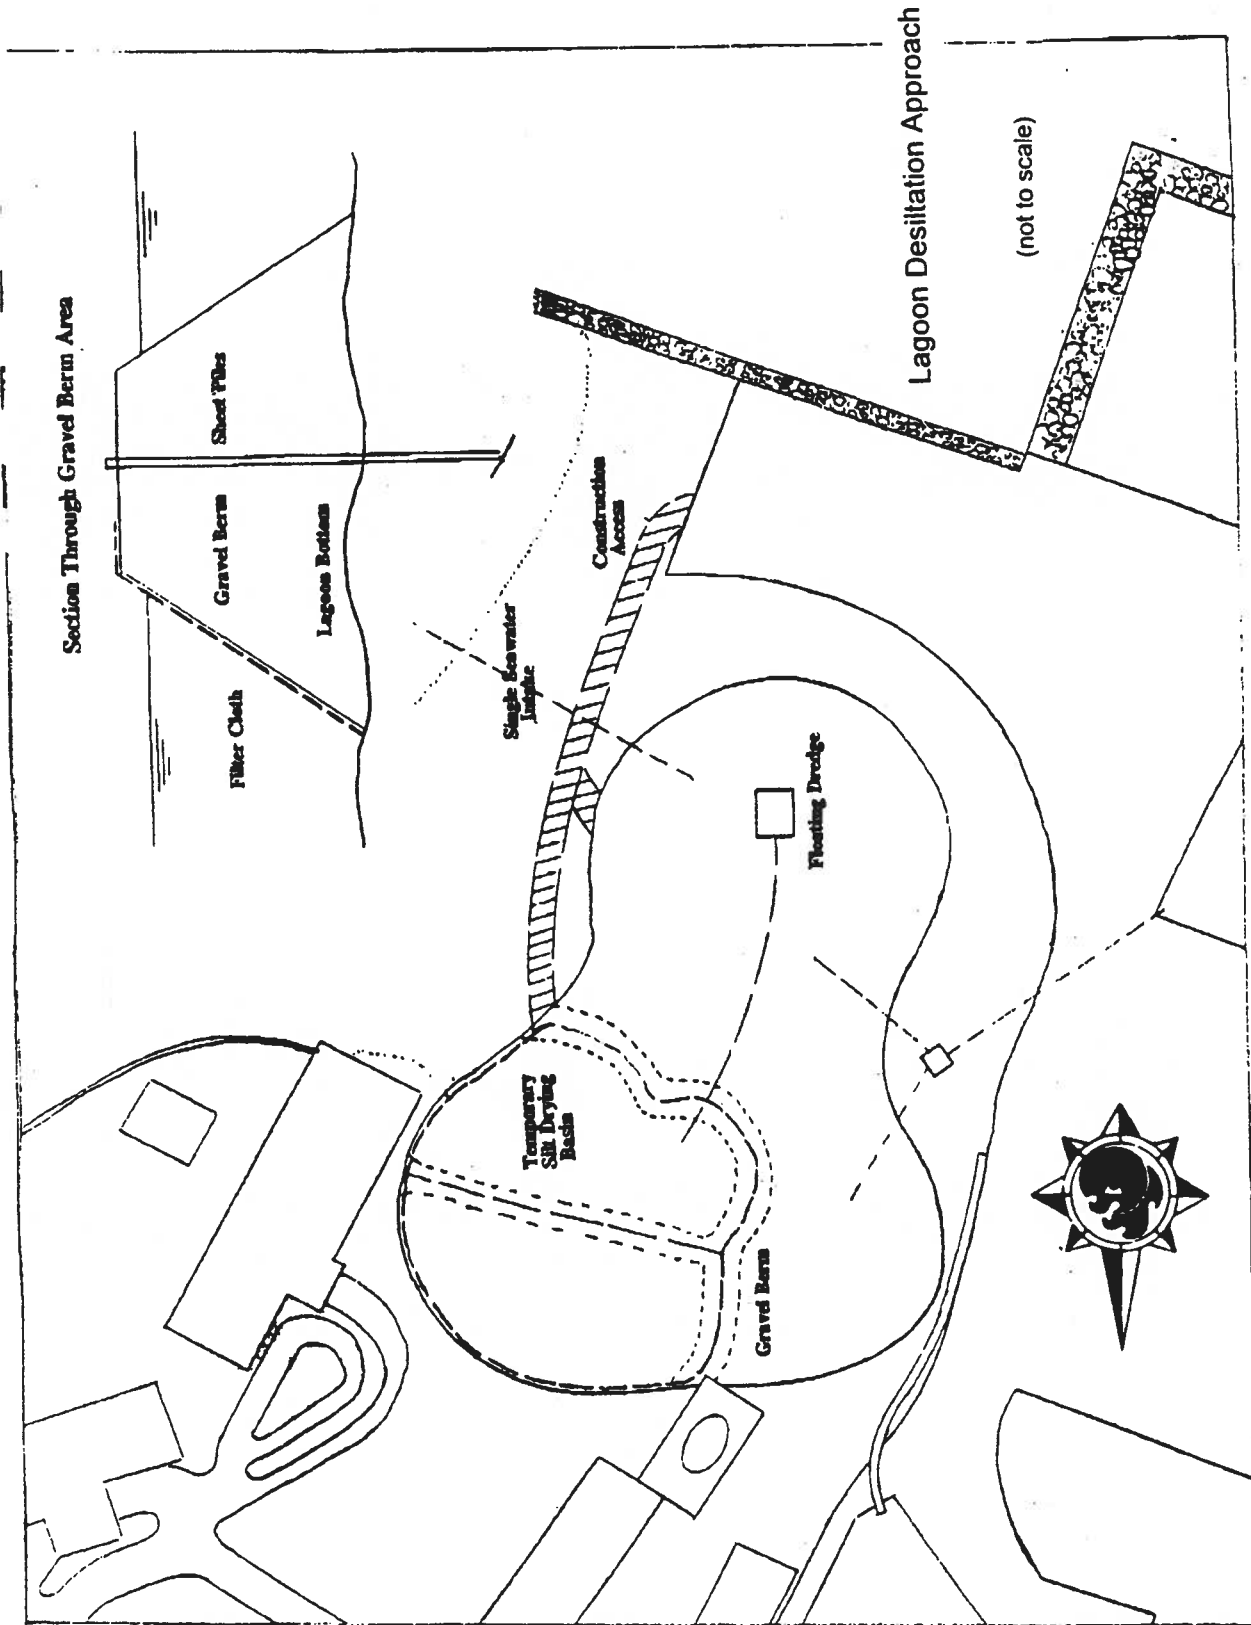 Section Through Gravel Berm Area
Filter Cloth
Gravel Berm
Sheet Piles
Lagoon Bottom
Single Seawater
Intake
Construction
Access
Temporary
Silt Drying
Basin
Floating Dredge
Gravel Berm
Lagoon Desiltation Approach
(not to scale)